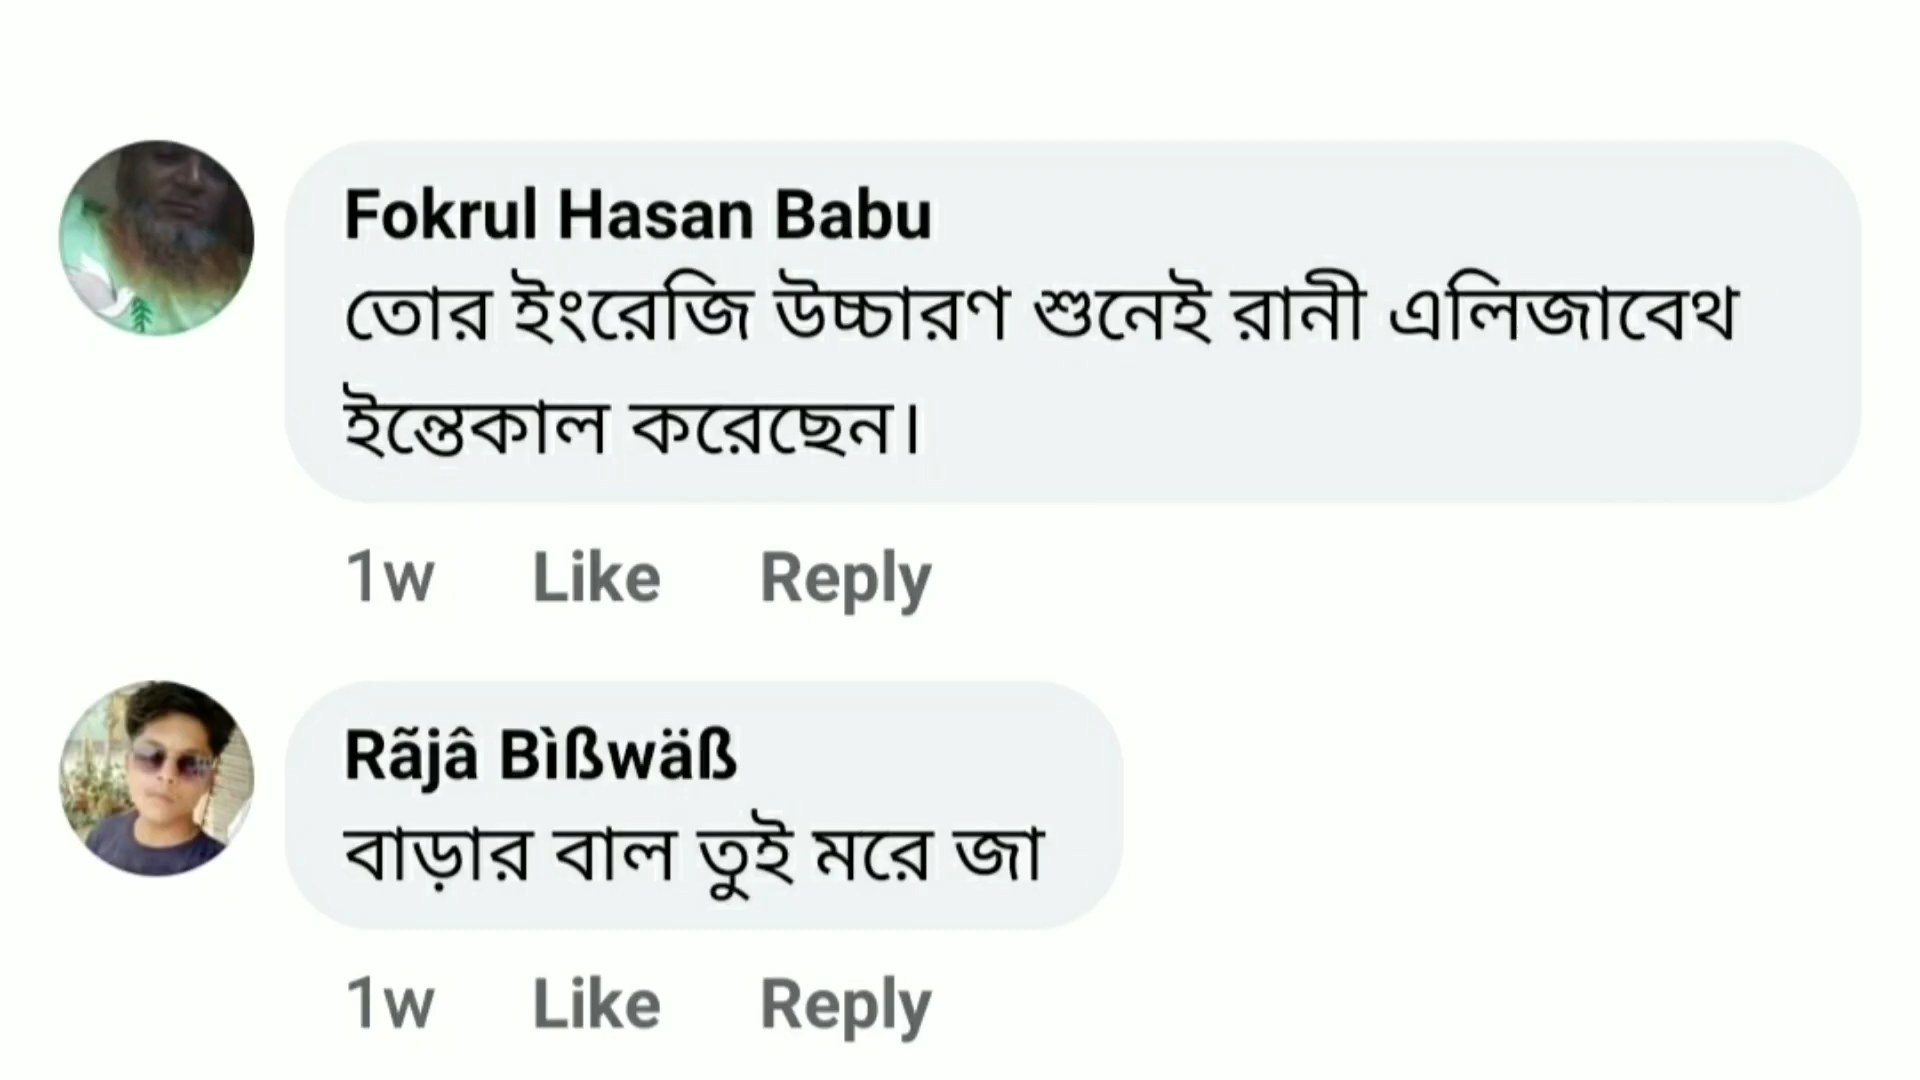 Fokrul Hasan Babu
তোর ইংরেজি উচ্চারণ শুনেই রানী এলিজাবেথ
ইন্তেকাল করেছেন।
1w Like Reply
Rãjâ Bìßwäß
বাড়ার বাল তুই মরে জা
1w Like Reply